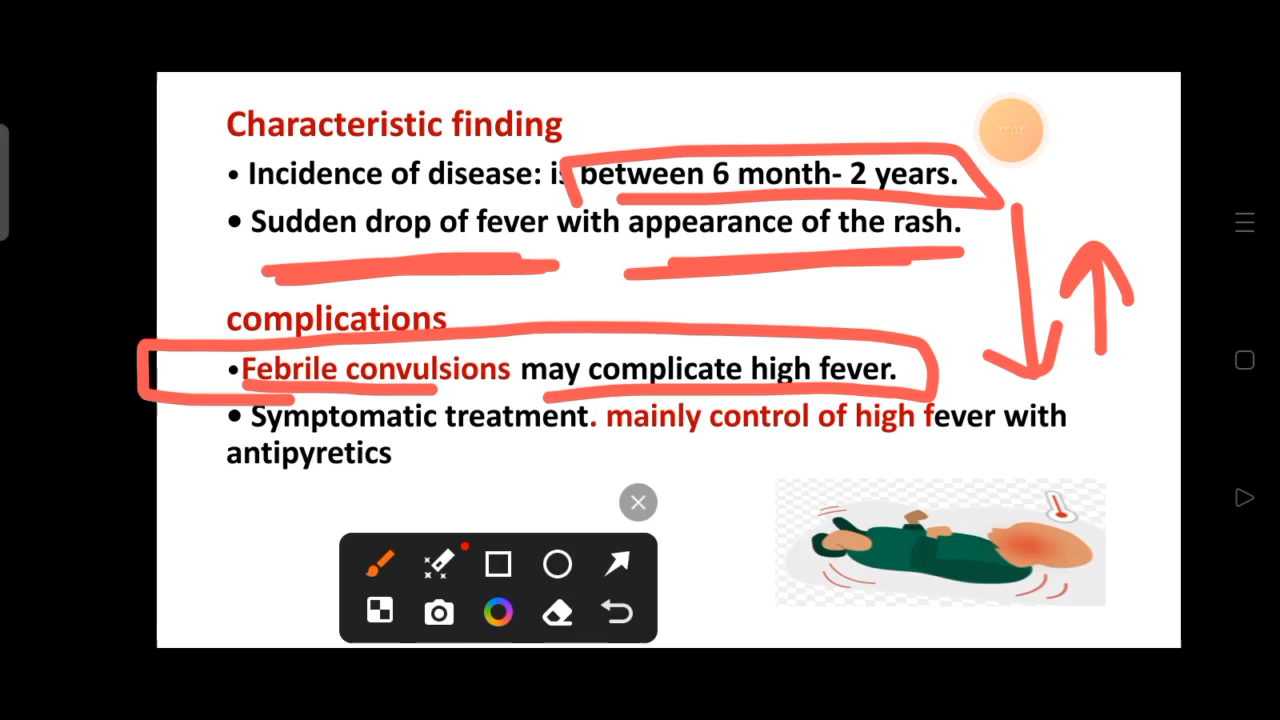 Characteristic finding
• Incidence of disease: is between 6 month- 2 years.
• Sudden drop of fever with appearance of the rash.
complications
•Febrile convulsions may complicate high fever.
• Symptomatic treatment. mainly control of high fever with
antipyretics